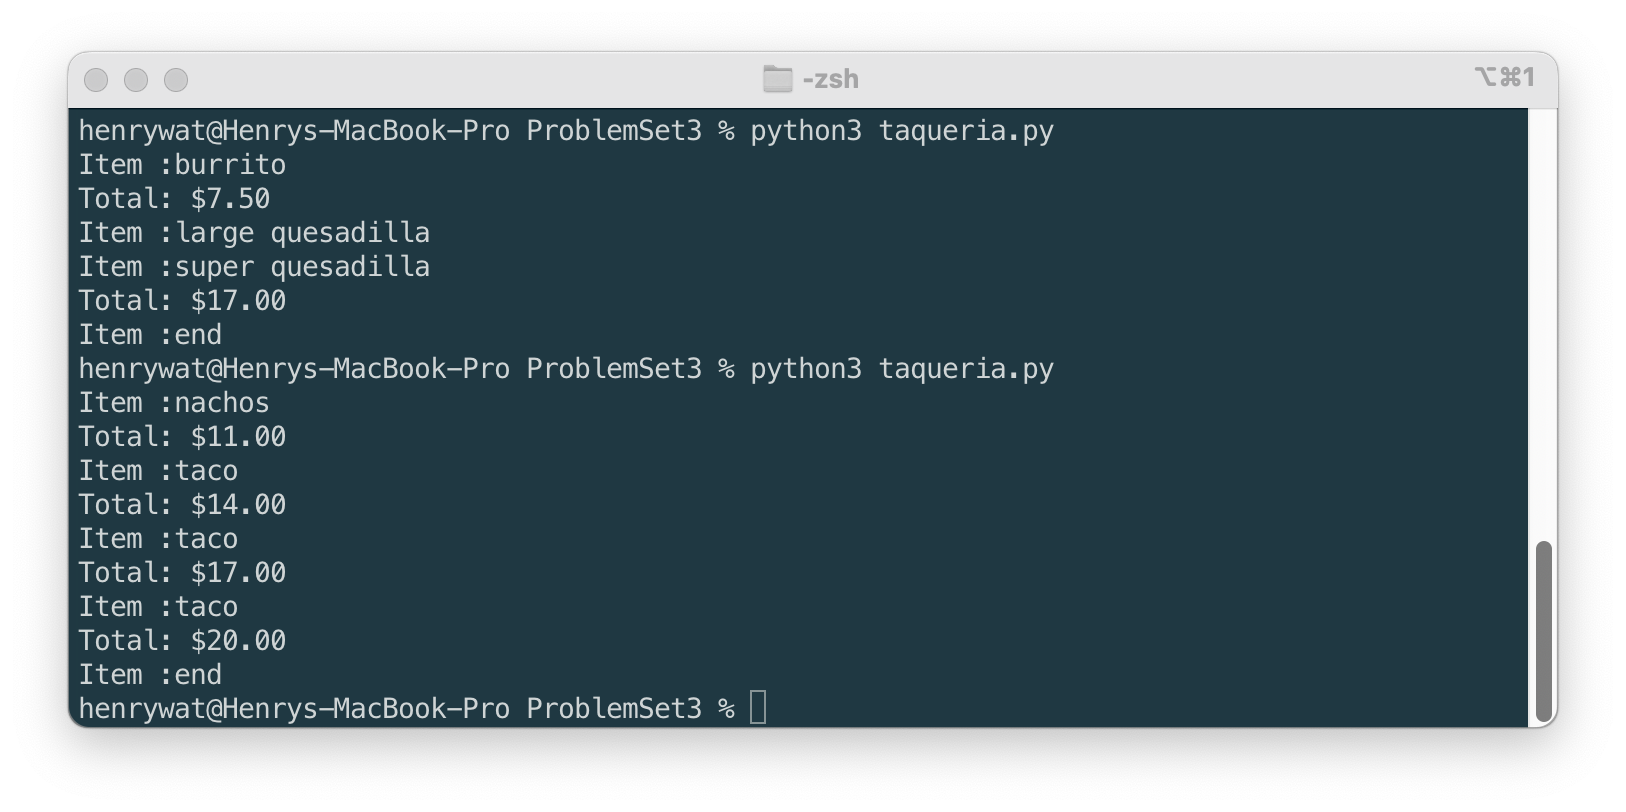 -zsh
⌥⌘1
henrywat@Henrys-MacBook-Pro ProblemSet3 % python3 taqueria.py
Item :burrito
Total: $7.50
Item :large quesadilla
Item :super quesadilla
Total: $17.00
Item :end
henrywat@Henrys-MacBook-Pro ProblemSet3 % python3 taqueria.py
Item :nachos
Total: $11.00
Item :taco
Total: $14.00
Item :taco
Total: $17.00
Item :taco
Total: $20.00
Item :end
henrywat@Henrys-MacBook-Pro ProblemSet3 %